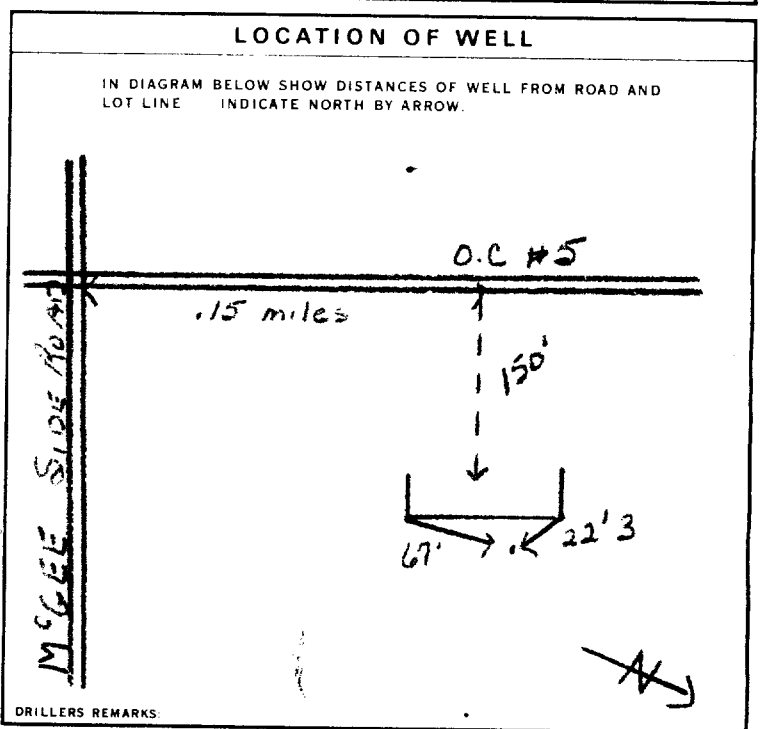 LOCATION OF WELL
IN DIAGRAM BELOW SHOW DISTANCES OF WELL FROM ROAD AND
LOT LINE INDICATE NORTH BY ARROW.
O.C #5
.15 miles
150'
McGEE SIDE ROAD
67'
22'3
N
DRILLERS REMARKS: